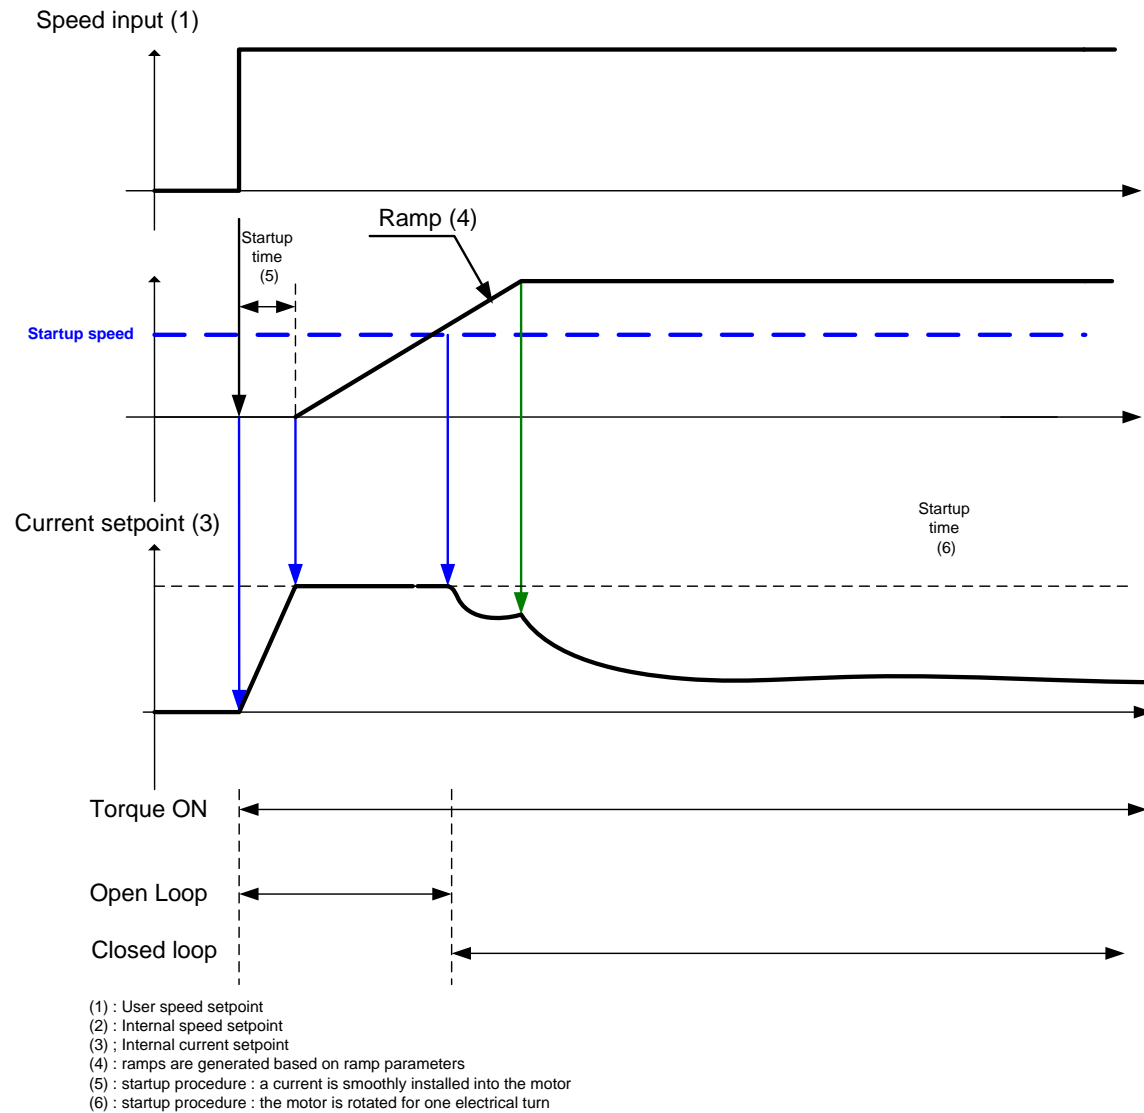 Speed input (1)
Ramp (4)
Startup
time
(5)
Startup speed
Current setpoint (3)
Startup
time
(6)
Torque ON
Open Loop
Closed loop
(1) : User speed setpoint
(2) : Internal speed setpoint
(3) ; Internal current setpoint
(4) : ramps are generated based on ramp parameters
(5) : startup procedure : a current is smoothly installed into the motor
(6) : startup procedure : the motor is rotated for one electrical turn